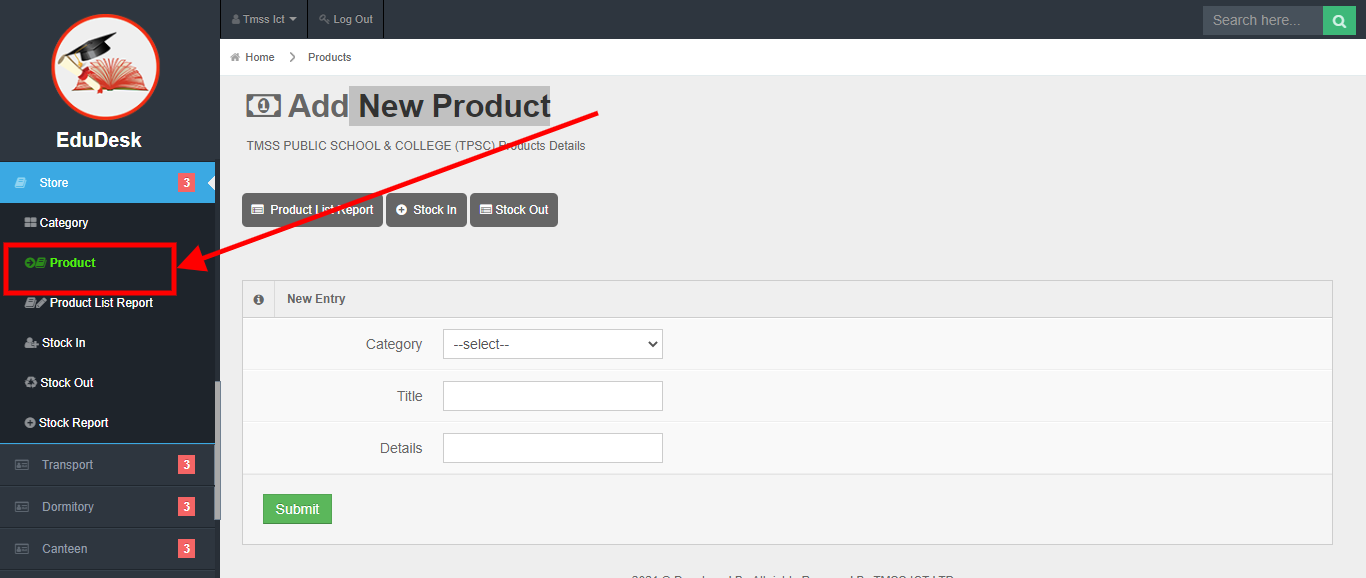 Tmss Ict
Log Out
Search here...
Home
Products
EduDesk
Add New Product
TMSS PUBLIC SCHOOL & COLLEGE (TPSC) Products Details
Store 3
Category
Product
Product List Report
Stock In
Stock Out
Stock Report
Transport 3
Dormitory 3
Canteen 3
Product List Report
Stock In
Stock Out
New Entry
Category --select--
Title
Details
Submit